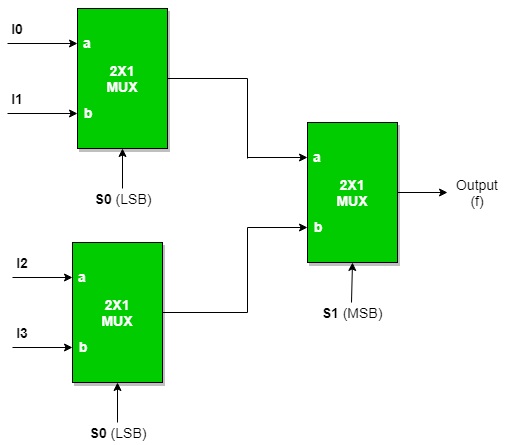 I0
a
2X1
MUX
I1
b
S0 (LSB)
a
2X1
MUX
b
Output
(f)
S1 (MSB)
I2
a
2X1
MUX
I3
b
S0 (LSB)